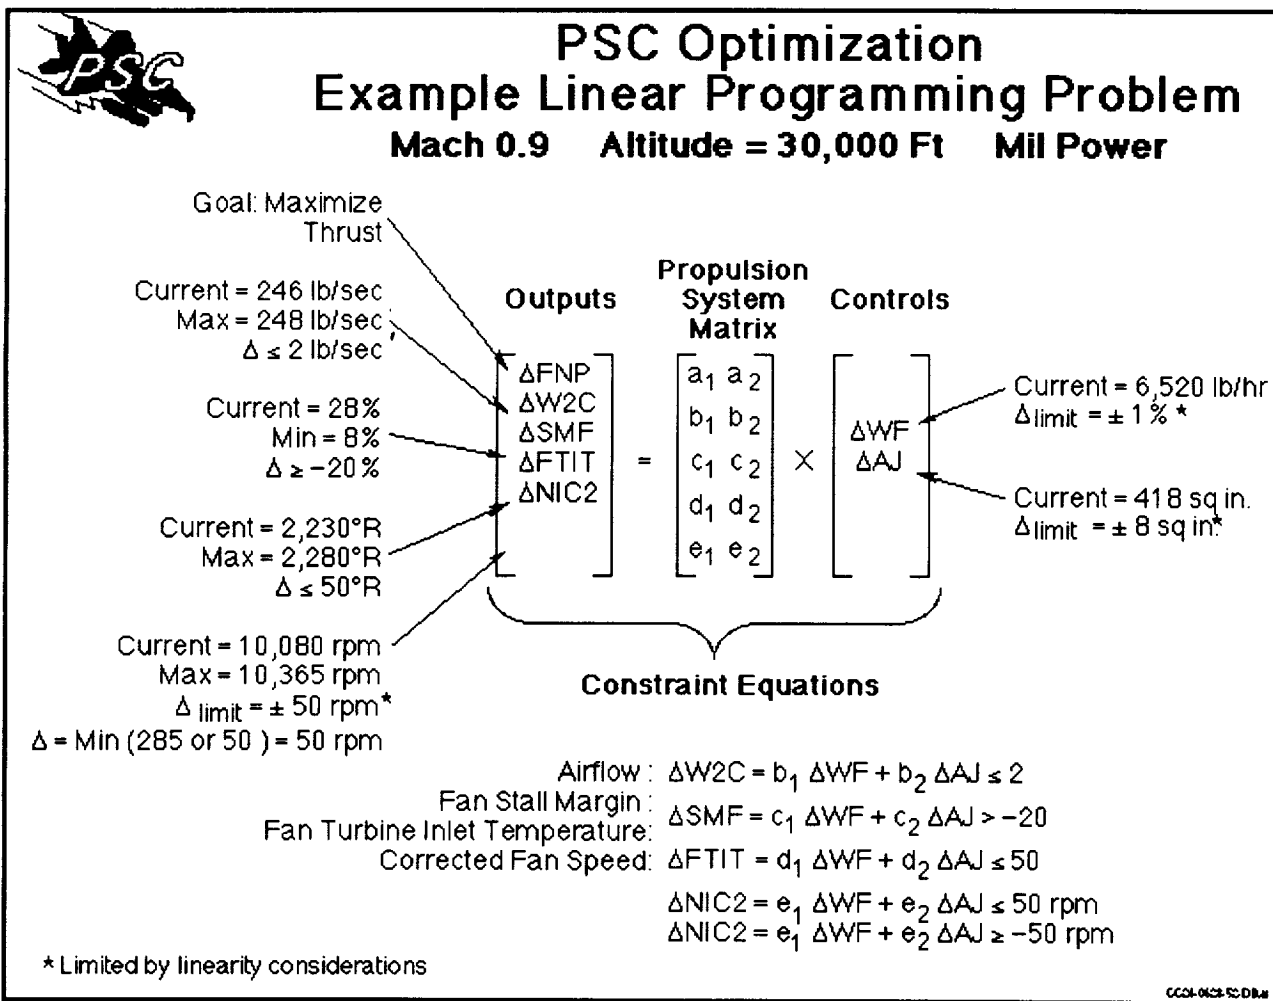 PSC
PSC Optimization
Example Linear Programming Problem
Mach 0.9 Altitude = 30,000 Ft Mil Power
Goal: Maximize
Thrust
Current = 246 lb/sec
Max = 248 lb/sec
Δ ≤ 2 lb/sec
Current = 28%
Min = 8%
Δ ≥ -20%
Current = 2,230°R
Max = 2,280°R
Δ ≤ 50°R
Current = 10,080 rpm
Max = 10,365 rpm
Δ limit = ± 50 rpm*
Δ = Min (285 or 50 ) = 50 rpm
Outputs
ΔFNP
ΔW2C
ΔSMF
ΔFTIT
ΔNIC2
=
Propulsion
System
Matrix
a1 a2
b1 b2
c1 c2
d1 d2
e1 e2
×
Controls
ΔWF
ΔAJ
Current = 6,520 lb/hr
Δlimit = ± 1% *
Current = 418 sq in.
Δlimit = ± 8 sq in.*
Constraint Equations
Airflow : ΔW2C = b1 ΔWF + b2 ΔAJ ≤ 2
Fan Stall Margin :
ΔSMF = c1 ΔWF + c2 ΔAJ > -20
Fan Turbine Inlet Temperature:
Corrected Fan Speed: ΔFTIT = d1 ΔWF + d2 ΔAJ ≤ 50
ΔNIC2 = e1 ΔWF + e2 ΔAJ ≤ 50 rpm
ΔNIC2 = e1 ΔWF + e2 ΔAJ ≥ -50 rpm
* Limited by linearity considerations